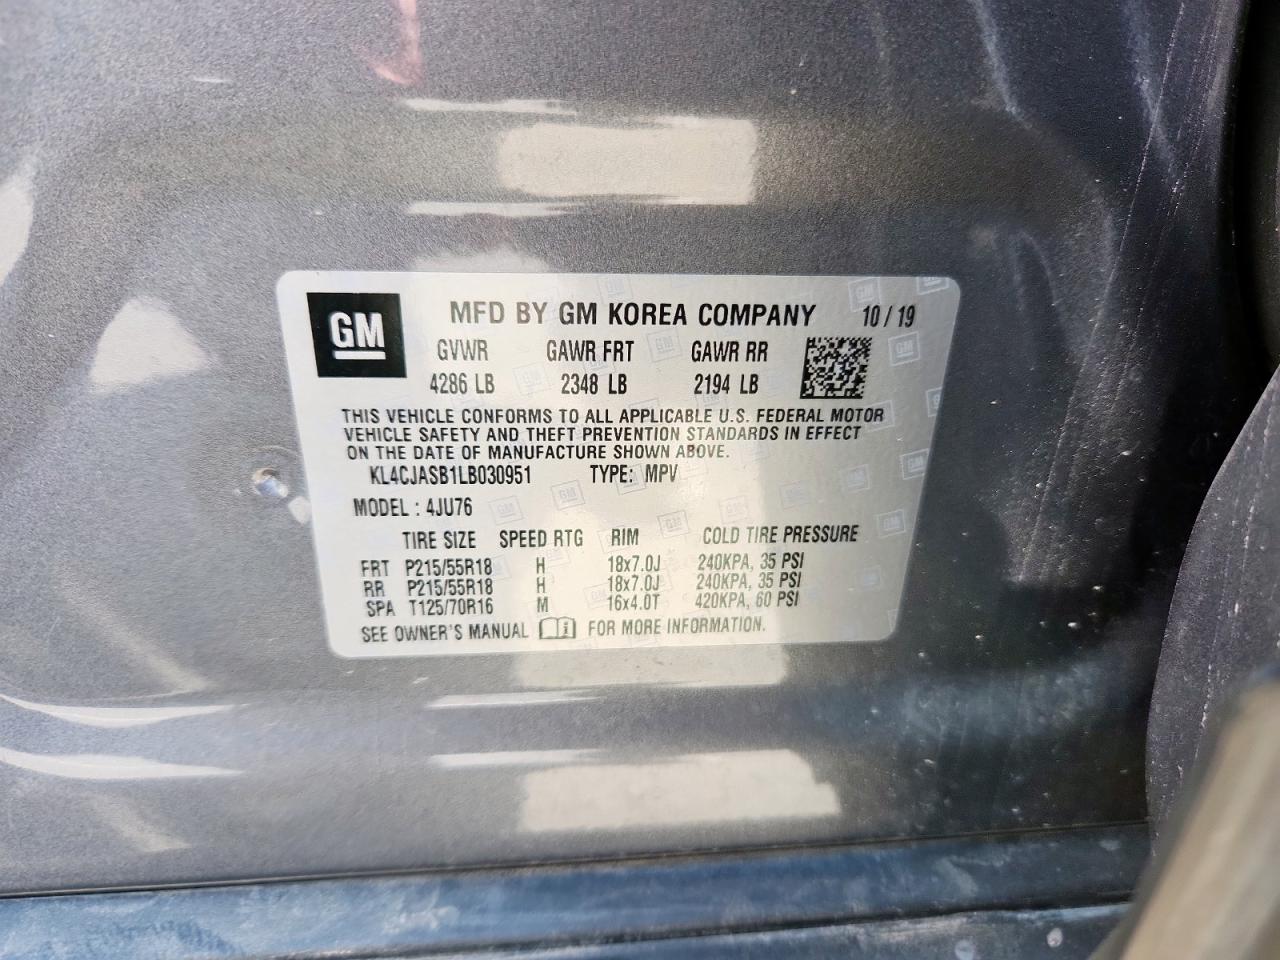 GM MFD BY GM KOREA COMPANY 10 / 19
GVWR GAWR FRT GAWR RR
4286 LB 2348 LB 2194 LB
THIS VEHICLE CONFORMS TO ALL APPLICABLE U.S. FEDERAL MOTOR
VEHICLE SAFETY AND THEFT PREVENTION STANDARDS IN EFFECT
ON THE DATE OF MANUFACTURE SHOWN ABOVE.
KL4CJASB1LB030951 TYPE: MPV
MODEL : 4JU76
TIRE SIZE SPEED RTG RIM COLD TIRE PRESSURE
FRT P215/55R18 H 18x7.0J 240KPA, 35 PSI
RR P215/55R18 H 18x7.0J 240KPA, 35 PSI
SPA T125/70R16 M 16x4.0T 420KPA, 60 PSI
SEE OWNER'S MANUAL FOR MORE INFORMATION.